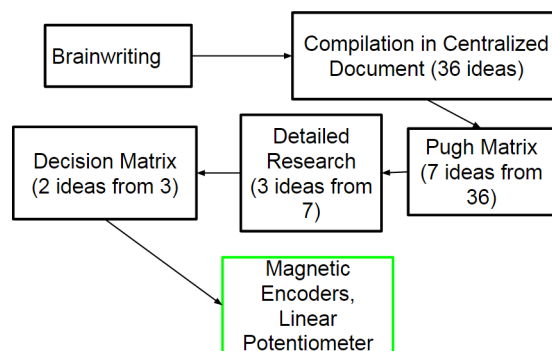 Brainwriting
Compilation in Centralized
Document (36 ideas)
Pugh Matrix
(7 ideas from
36)
Detailed
Research
(3 ideas from
7)
Decision Matrix
(2 ideas from 3)
Magnetic
Encoders,
Linear
Potentiometer